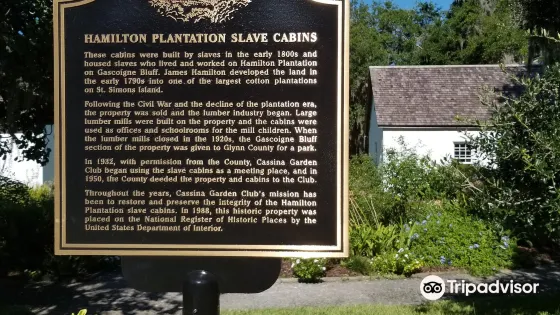 HAMILTON PLANTATION SLAVE CABINS
These cabins were built by slaves in the early 1800s and
housed slaves who lived and worked on Hamilton Plantation
on Gascoigne Bluff. James Hamilton developed the land in
the early 1790s into one of the largest cotton plantations
on St. Simons Island.
Following the Civil War and the decline of the plantation era,
the property was sold and the lumber industry began. Large
lumber mills were built on the property and the cabins were
used as offices and schoolrooms for the mill children. When
the lumber mills closed in the 1920s, the Gascoigne Bluff
section of the property was given to Glynn County for a park.
In 1932, with permission from the County, Cassina Garden
Club began using the slave cabins as a meeting place, and in
1950, the County deeded the property and cabins to the Club.
Throughout the years, Cassina Garden Club's mission has
been to restore and preserve the integrity of the Hamilton
Plantation slave cabins. In 1988, this historic property was
placed on the National Register of Historic Places by the
United States Department of Interior.
Tripadvisor